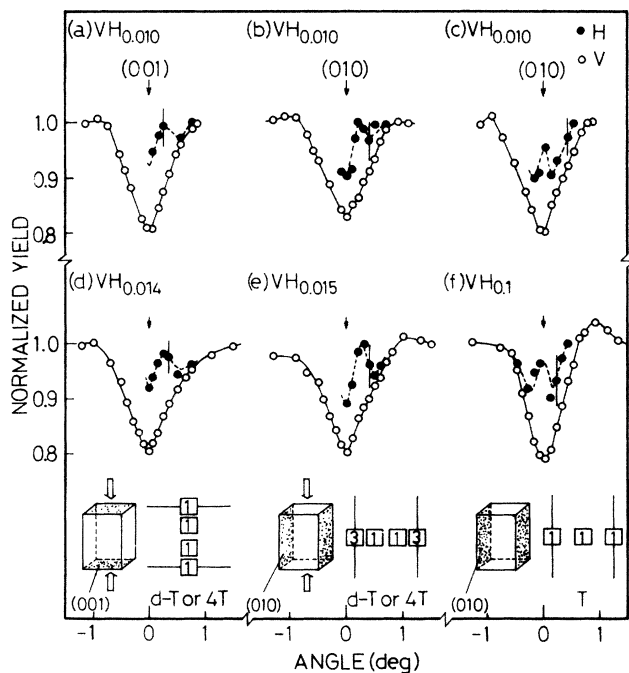 (a) VH0.010 (b) VH0.010 (c) VH0.010 ● H
○ V
(001) (010) (010)
1.0
0.9
0.8
(d) VH0.014 (e) VH0.015 (f) VH0.1
1.0
0.9
0.8
NORMALIZED YIELD
1 1 1 1
3 1 1 3
1 1 1
(001) d-T or 4T
(010) d-T or 4T
(010) T
-1 0 1 -1 0 1 -1 0 1
ANGLE (deg)